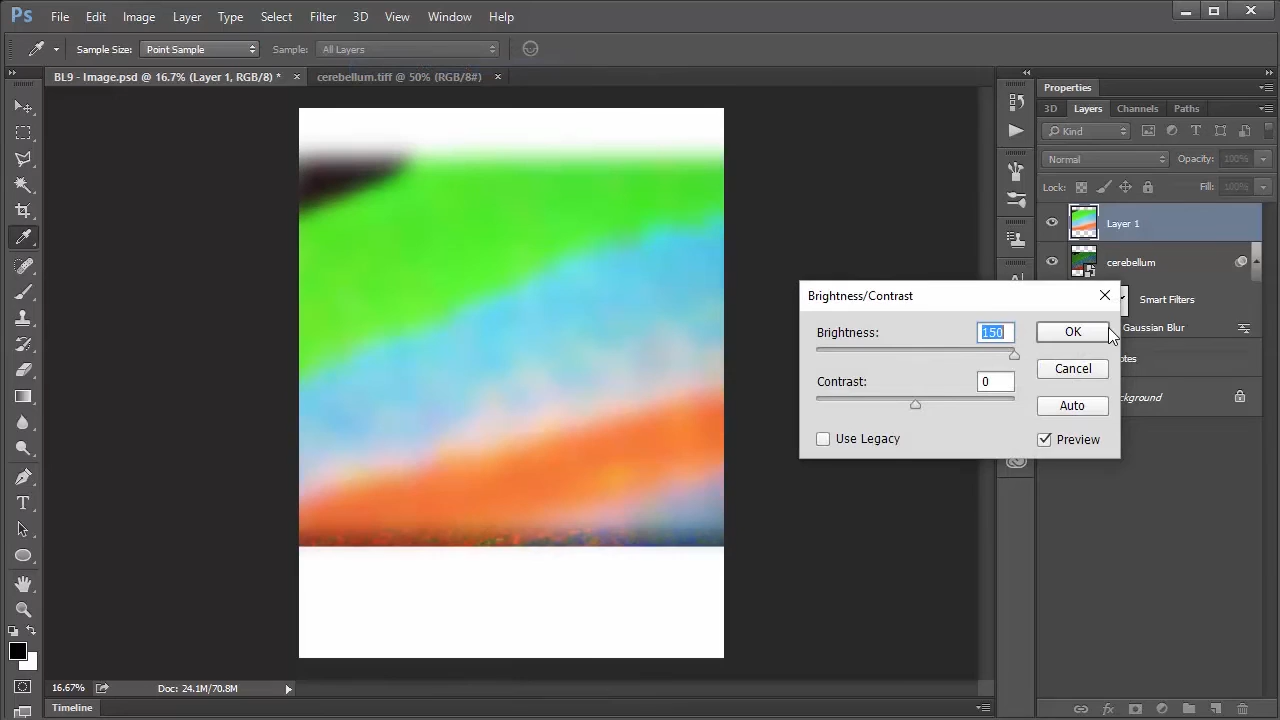 Ps File Edit Image Layer Type Select Filter 3D View Window Help
Sample Size: Point Sample Sample: All Layers
BL9 - Image.psd @ 16.7% (Layer 1, RGB/8) * × cerebellum.tiff @ 50% (RGB/8#) ×
Properties
3D Layers Channels Paths
Kind
Normal Opacity: 100%
Lock: Fill: 100%
Layer 1
cerebellum
Smart Filters
Gaussian Blur
otes
kground
Brightness/Contrast
Brightness: 150 OK
Cancel
Contrast: 0
Auto
Use Legacy Preview
T
16.67% Doc: 24.1M/70.8M
Timeline
fx